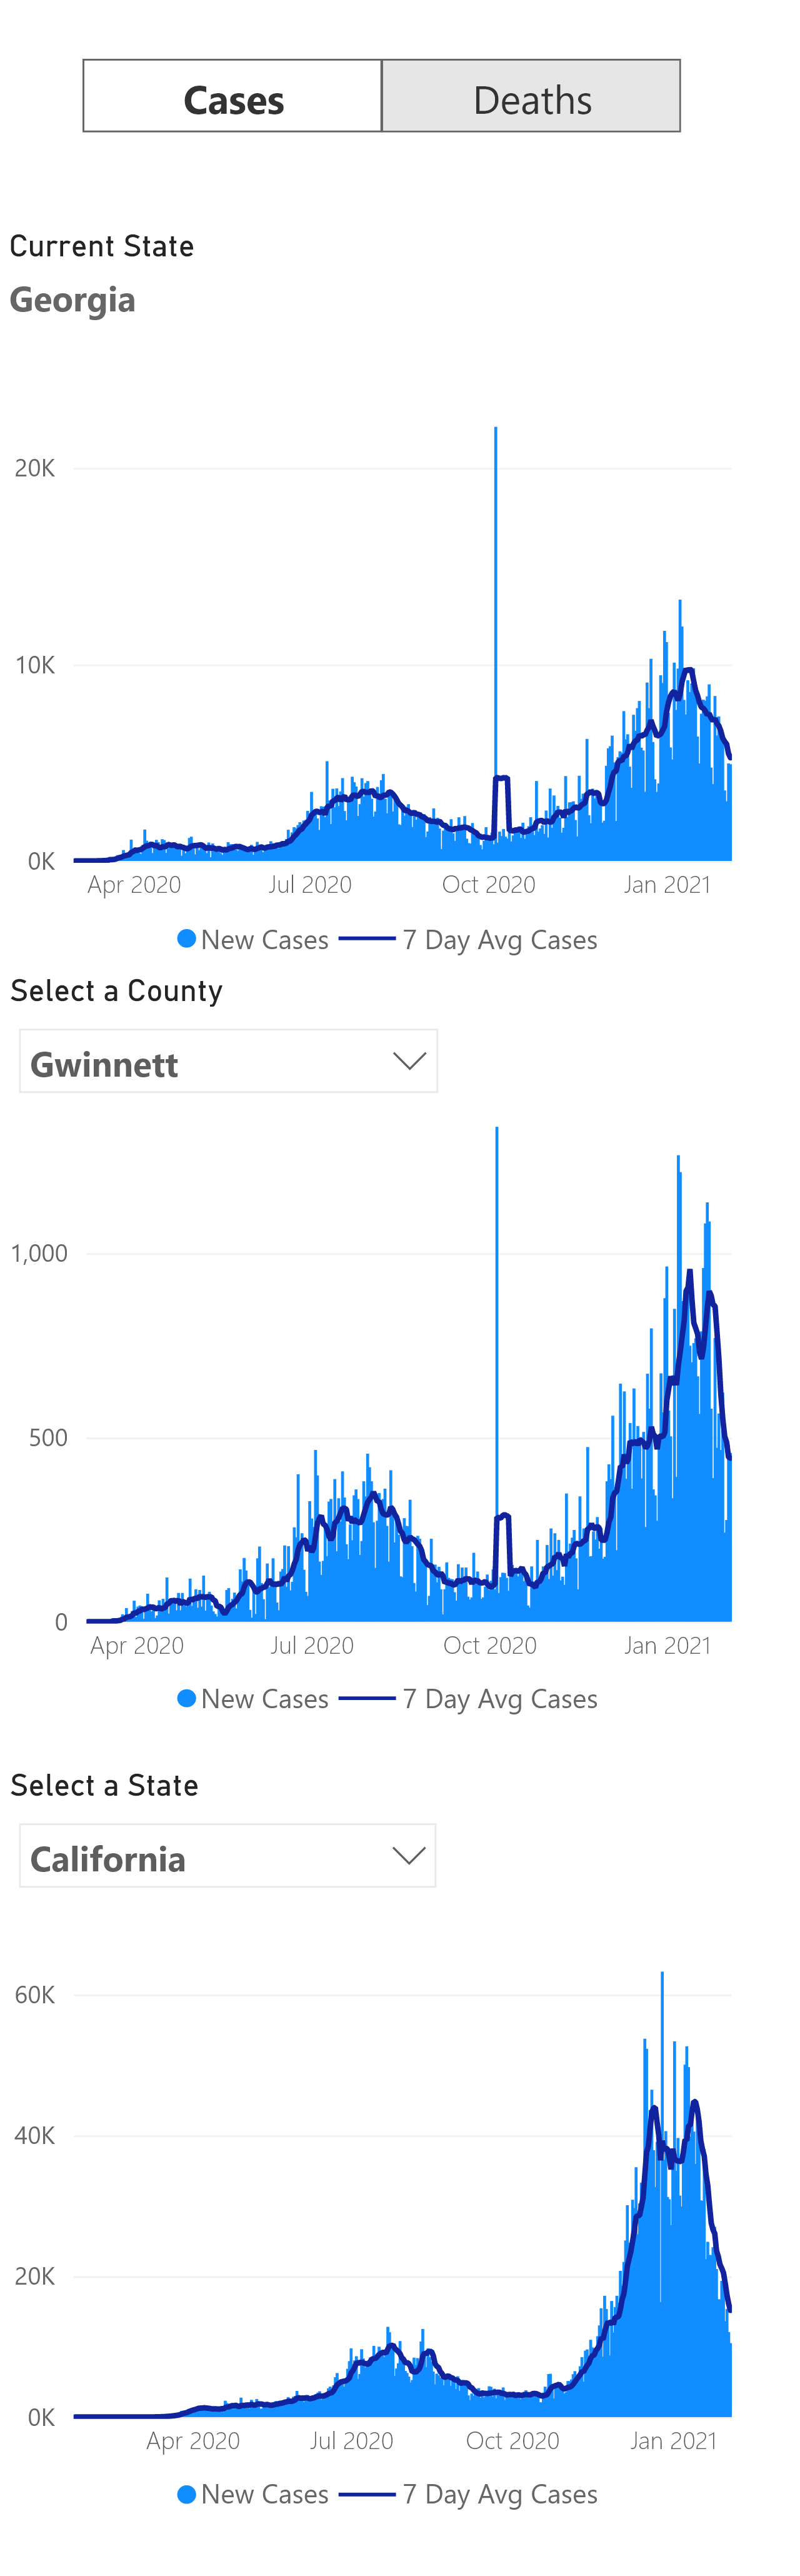 Cases Deaths
Current State
Georgia
20K
10K
0K
Apr 2020 Jul 2020 Oct 2020 Jan 2021
New Cases 7 Day Avg Cases
Select a County
Gwinnett
1,000
500
0
Apr 2020 Jul 2020 Oct 2020 Jan 2021
New Cases 7 Day Avg Cases
Select a State
California
60K
40K
20K
0K
Apr 2020 Jul 2020 Oct 2020 Jan 2021
New Cases 7 Day Avg Cases